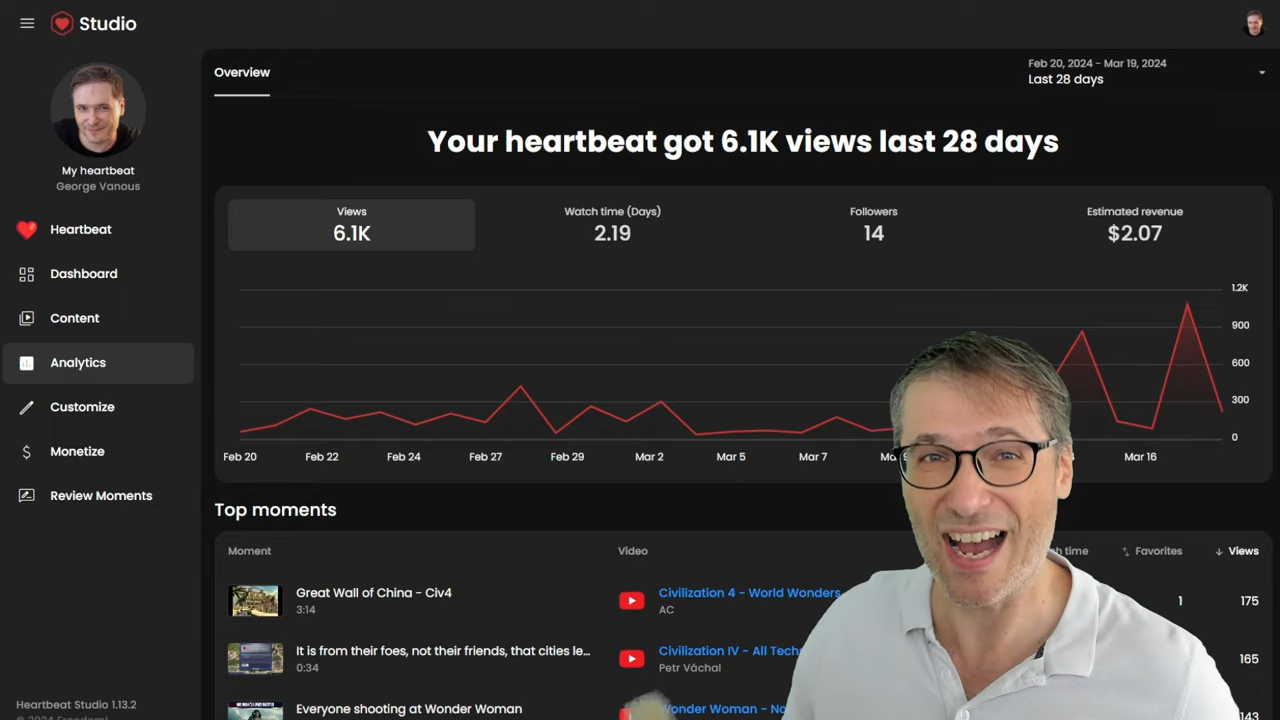 Studio
Overview
Feb 20, 2024 - Mar 19, 2024
Last 28 days
My heartbeat
George Vanous
Heartbeat
Dashboard
Content
Analytics
Customize
Monetize
Review Moments
Heartbeat Studio 1.13.2
Your heartbeat got 6.1K views last 28 days
Views
6.1K
Watch time (Days)
2.19
Followers
14
Estimated revenue
$2.07
1.2K
900
600
300
0
Feb 20
Feb 22
Feb 24
Feb 27
Feb 29
Mar 2
Mar 5
Mar 7
Mar 16
Top moments
Moment
Video
time
Favorites
Views
Great Wall of China - Civ4
3:14
Civilization 4 - World Wonders
AC
1
175
It is from their foes, not their friends, that cities le...
0:34
Civilization IV - All Tech
Petr Váchal
165
Everyone shooting at Wonder Woman
Wonder Woman - No
143